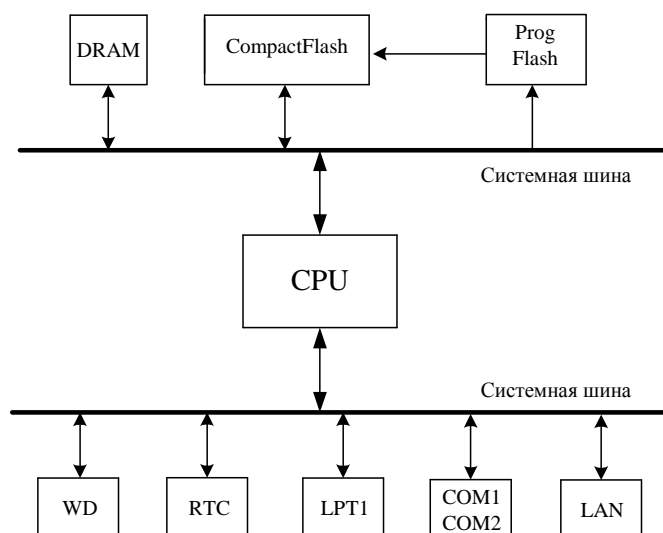 DRAM
CompactFlash
Prog
Flash
Системная шина
CPU
Системная шина
WD
RTC
LPT1
COM1
COM2
LAN